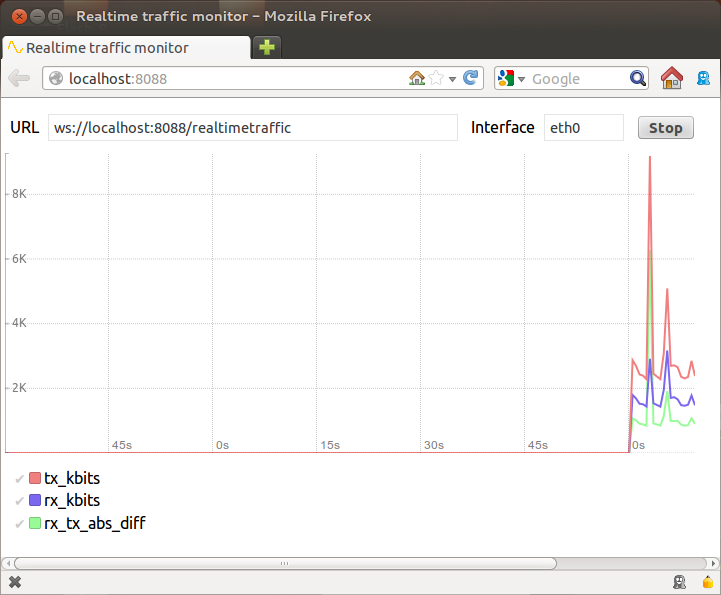 Realtime traffic monitor - Mozilla Firefox
Realtime traffic monitor
localhost:8088
Google
URL ws://localhost:8088/realtimetraffic Interface eth0 Stop
8K
6K
4K
2K
45s 0s 15s 30s 45s 0s
tx_kbits
rx_kbits
rx_tx_abs_diff